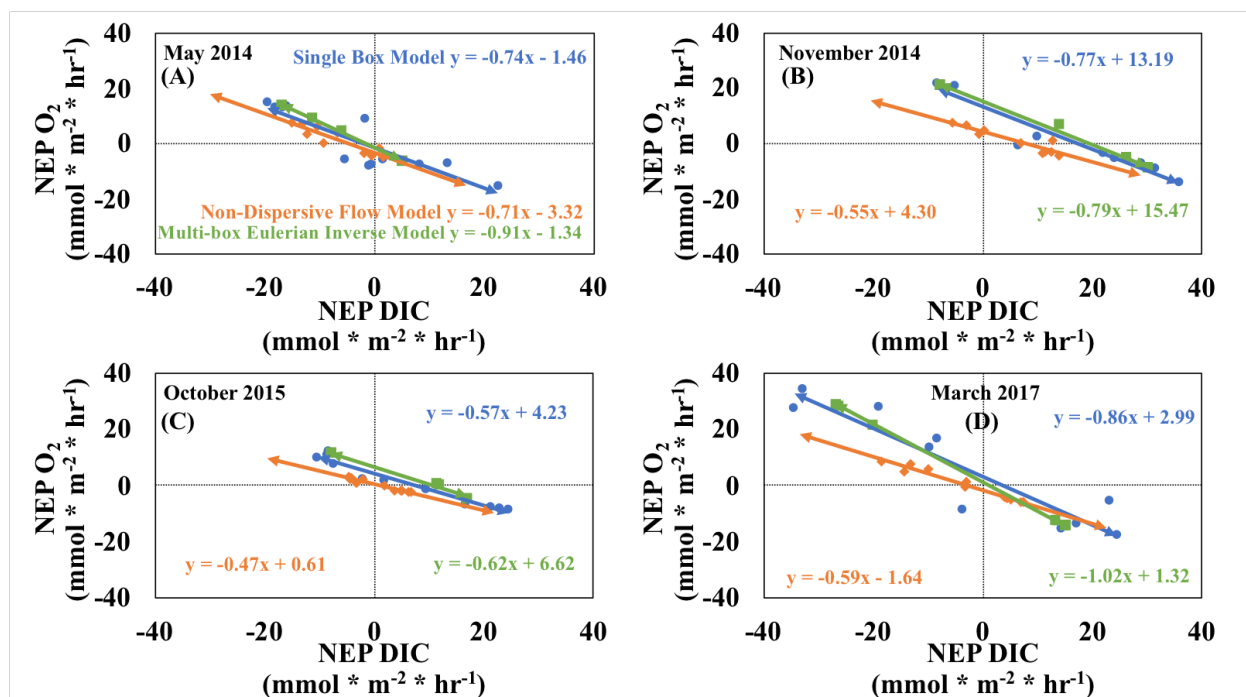 May 2014
(A)
Single Box Model y = -0.74x - 1.46
Non-Dispersive Flow Model y = -0.71x - 3.32
Multi-box Eulerian Inverse Model y = -0.91x - 1.34
NEP O2
(mmol * m-2 * hr-1)
40
20
0
-20
-40
-40
-20
0
20
40
NEP DIC
(mmol * m-2 * hr-1)
November 2014
(B)
y = -0.77x + 13.19
y = -0.55x + 4.30
y = -0.79x + 15.47
NEP O2
(mmol * m-2 * hr-1)
40
20
0
-20
-40
-40
-20
0
20
40
NEP DIC
(mmol * m-2 * hr-1)
October 2015
(C)
y = -0.57x + 4.23
y = -0.47x + 0.61
y = -0.62x + 6.62
NEP O2
(mmol * m-2 * hr-1)
40
20
0
-20
-40
-40
-20
0
20
40
NEP DIC
(mmol * m-2 * hr-1)
March 2017
(D)
y = -0.86x + 2.99
y = -0.59x - 1.64
y = -1.02x + 1.32
NEP O2
(mmol * m-2 * hr-1)
40
20
0
-20
-40
-40
-20
0
20
40
NEP DIC
(mmol * m-2 * hr-1)